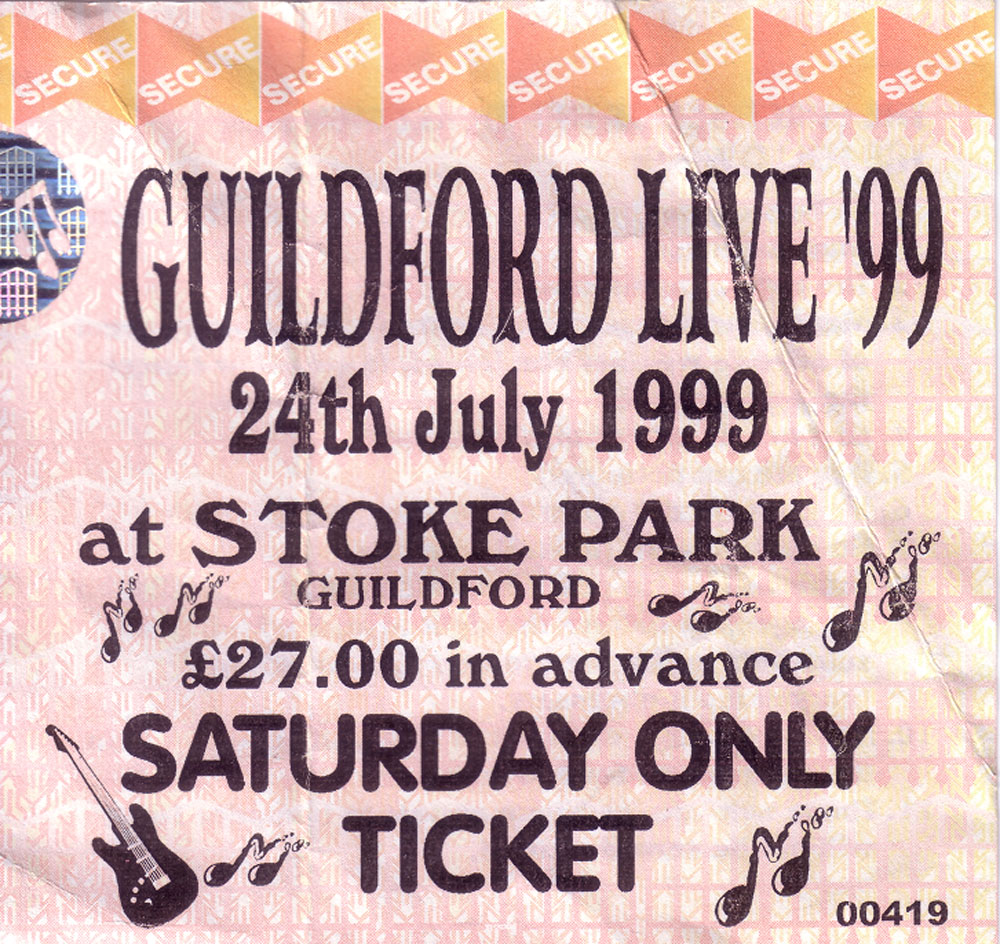 SECURE SECURE SECURE SECURE SECURE SECURE SECURE SECURE
GUILDFORD LIVE '99
24th July 1999
at STOKE PARK
GUILDFORD
£27.00 in advance
SATURDAY ONLY
TICKET
00419